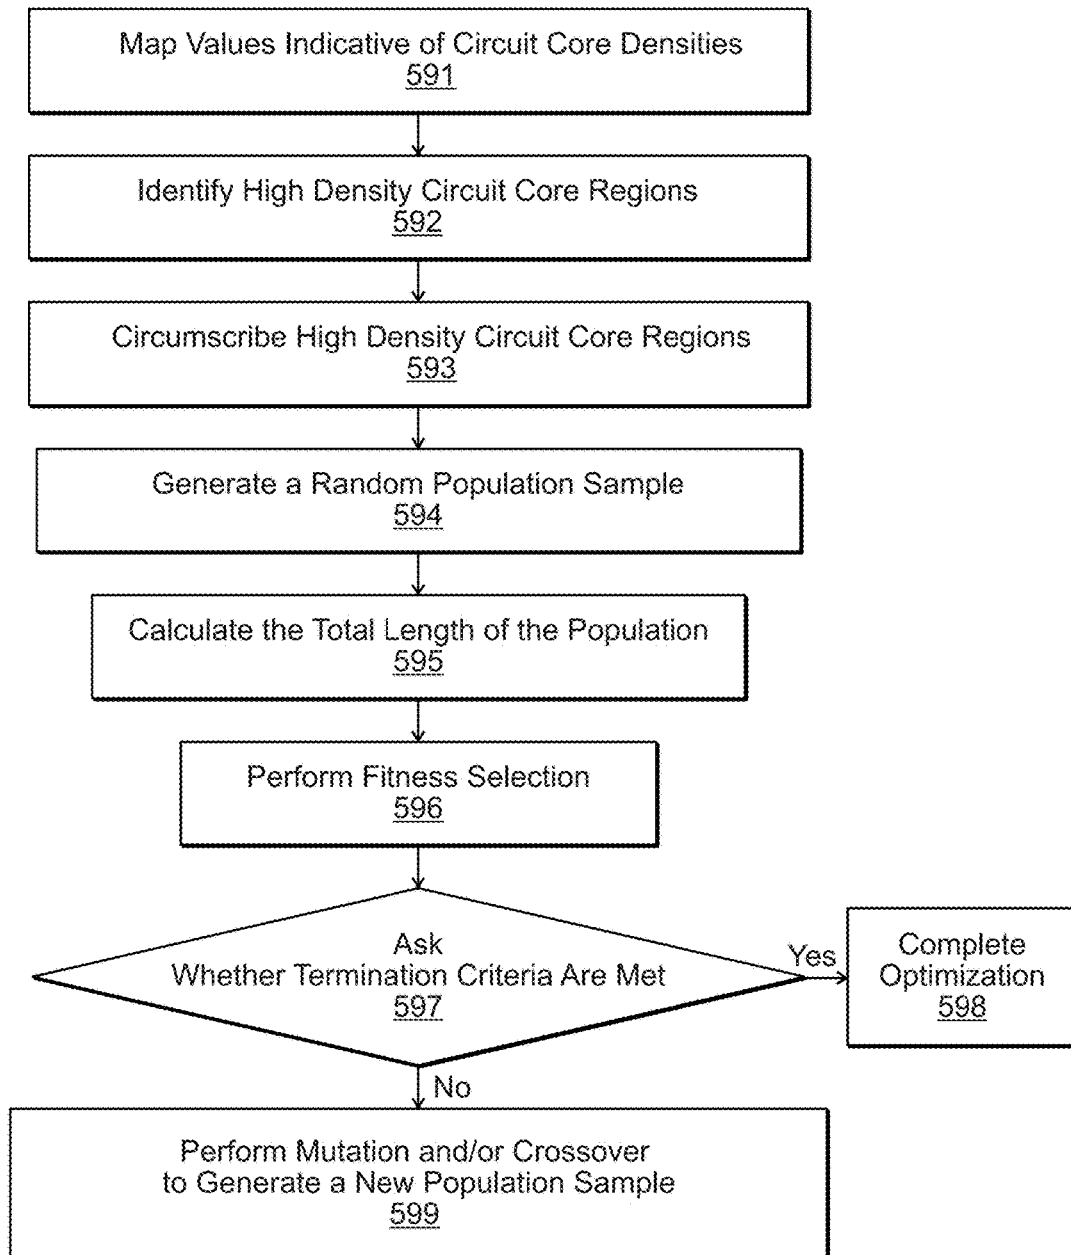 Map Values Indicative of Circuit Core Densities
591
Identify High Density Circuit Core Regions
592
Circumscribe High Density Circuit Core Regions
593
Generate a Random Population Sample
594
Calculate the Total Length of the Population
595
Perform Fitness Selection
596
Ask
Whether Termination Criteria Are Met
597
Yes
Complete
Optimization
598
No
Perform Mutation and/or Crossover
to Generate a New Population Sample
599